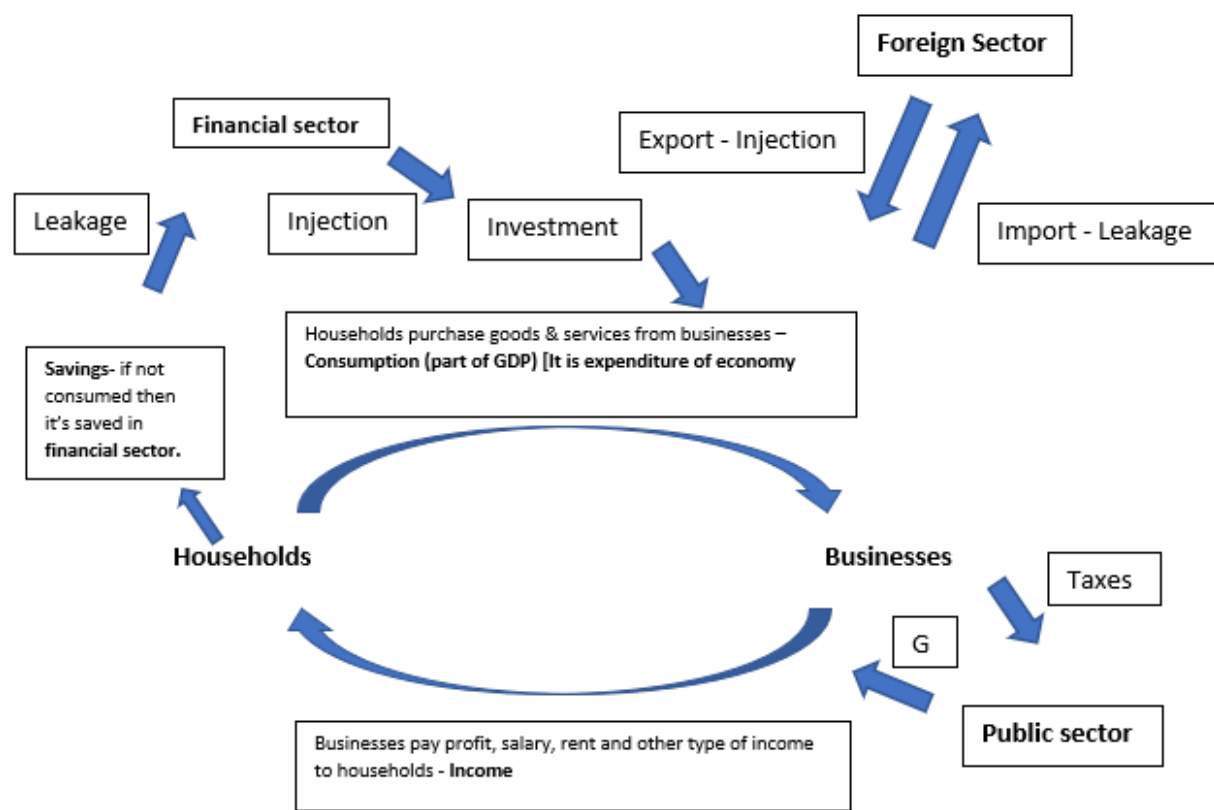 Foreign Sector
Financial sector
Export - Injection
Leakage
Injection
Investment
Import - Leakage
Households purchase goods & services from businesses –
Consumption (part of GDP) [It is expenditure of economy
Savings- if not
consumed then
it's saved in
financial sector.
Households
Businesses
Taxes
G
Public sector
Businesses pay profit, salary, rent and other type of income
to households - Income